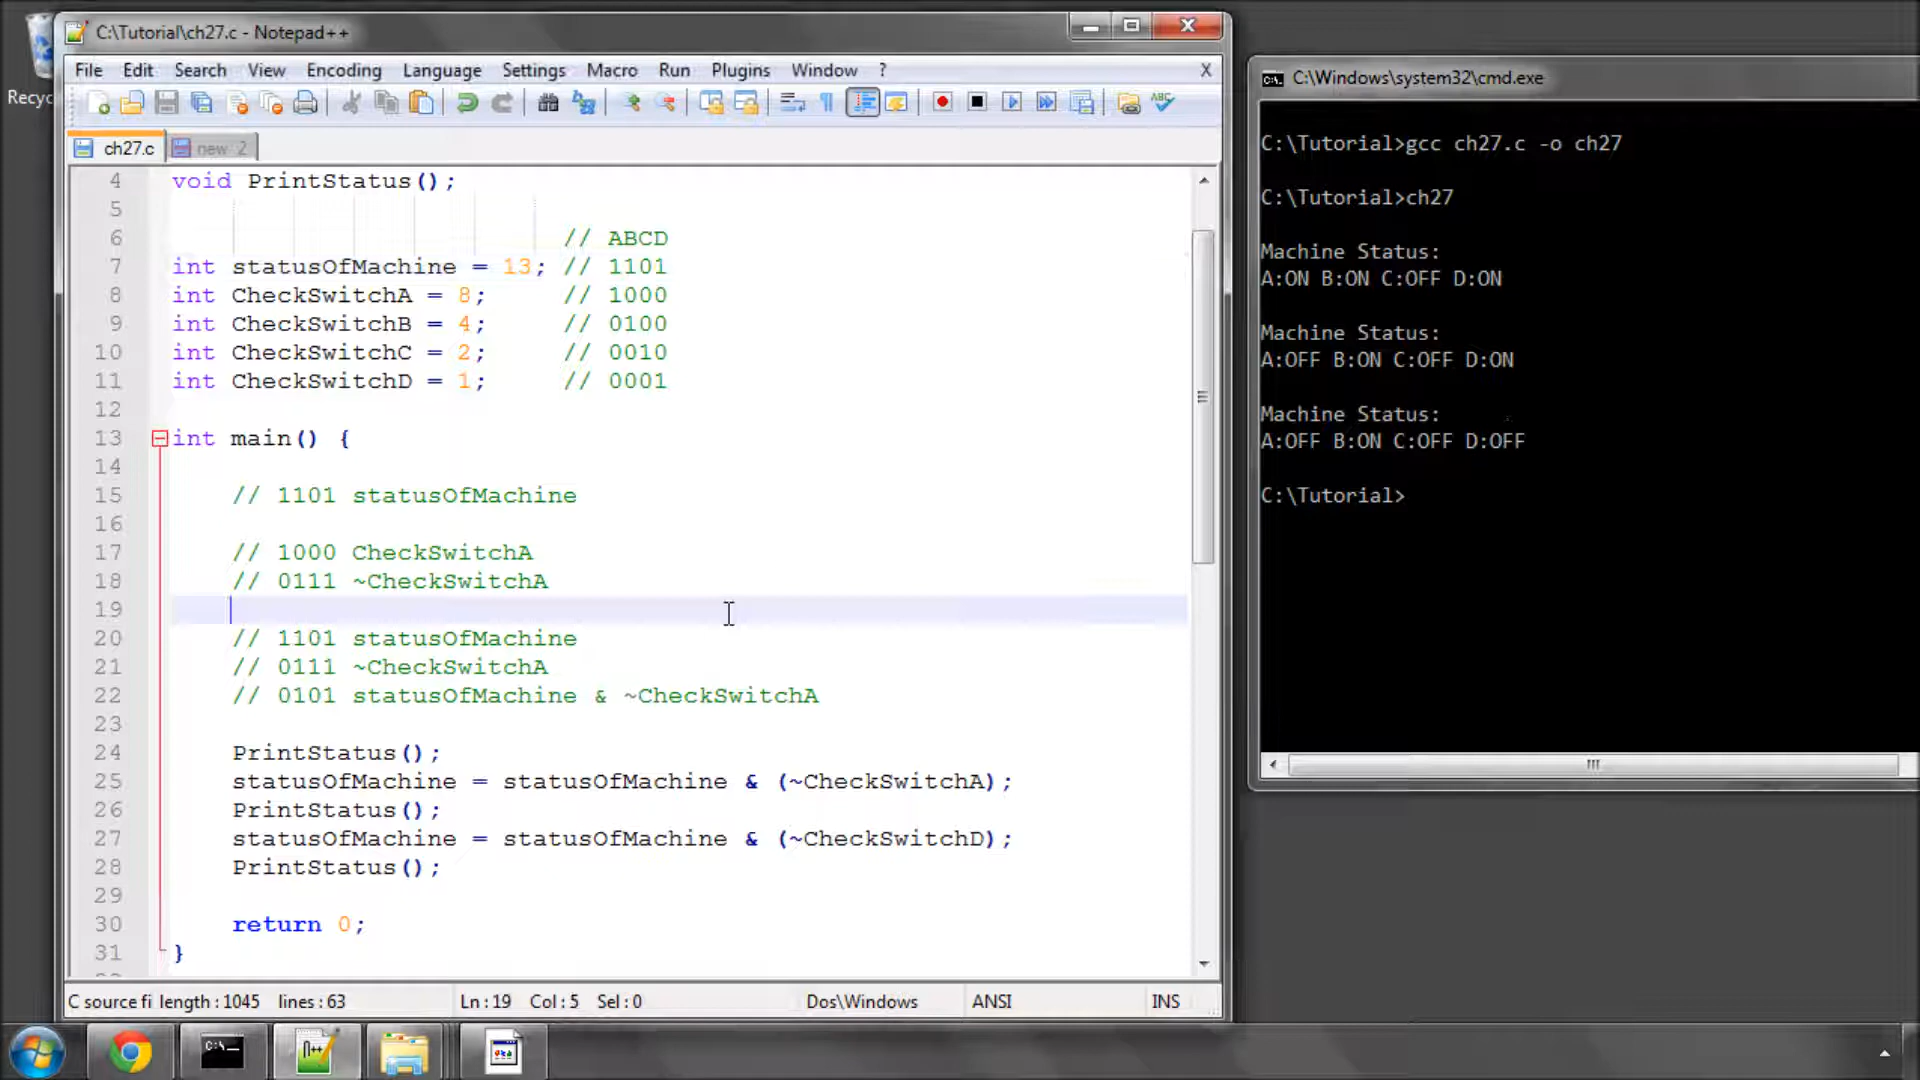 Recyc
C:\Tutorial\ch27.c - Notepad++
File Edit Search View Encoding Language Settings Macro Run Plugins Window ? X
ch27.c new 2
4 void PrintStatus();
5
6 // ABCD
7 int statusOfMachine = 13; // 1101
8 int CheckSwitchA = 8; // 1000
9 int CheckSwitchB = 4; // 0100
10 int CheckSwitchC = 2; // 0010
11 int CheckSwitchD = 1; // 0001
12
13 int main() {
14
15 // 1101 statusOfMachine
16
17 // 1000 CheckSwitchA
18 // 0111 ~CheckSwitchA
19
20 // 1101 statusOfMachine
21 // 0111 ~CheckSwitchA
22 // 0101 statusOfMachine & ~CheckSwitchA
23
24 PrintStatus();
25 statusOfMachine = statusOfMachine & (~CheckSwitchA);
26 PrintStatus();
27 statusOfMachine = statusOfMachine & (~CheckSwitchD);
28 PrintStatus();
29
30 return 0;
31 }
C source fi length : 1045 lines : 63 Ln : 19 Col : 5 Sel : 0 Dos\Windows ANSI INS
C:\Windows\system32\cmd.exe
C:\Tutorial>gcc ch27.c -o ch27
C:\Tutorial>ch27
Machine Status:
A:ON B:ON C:OFF D:ON
Machine Status:
A:OFF B:ON C:OFF D:ON
Machine Status:
A:OFF B:ON C:OFF D:OFF
C:\Tutorial>